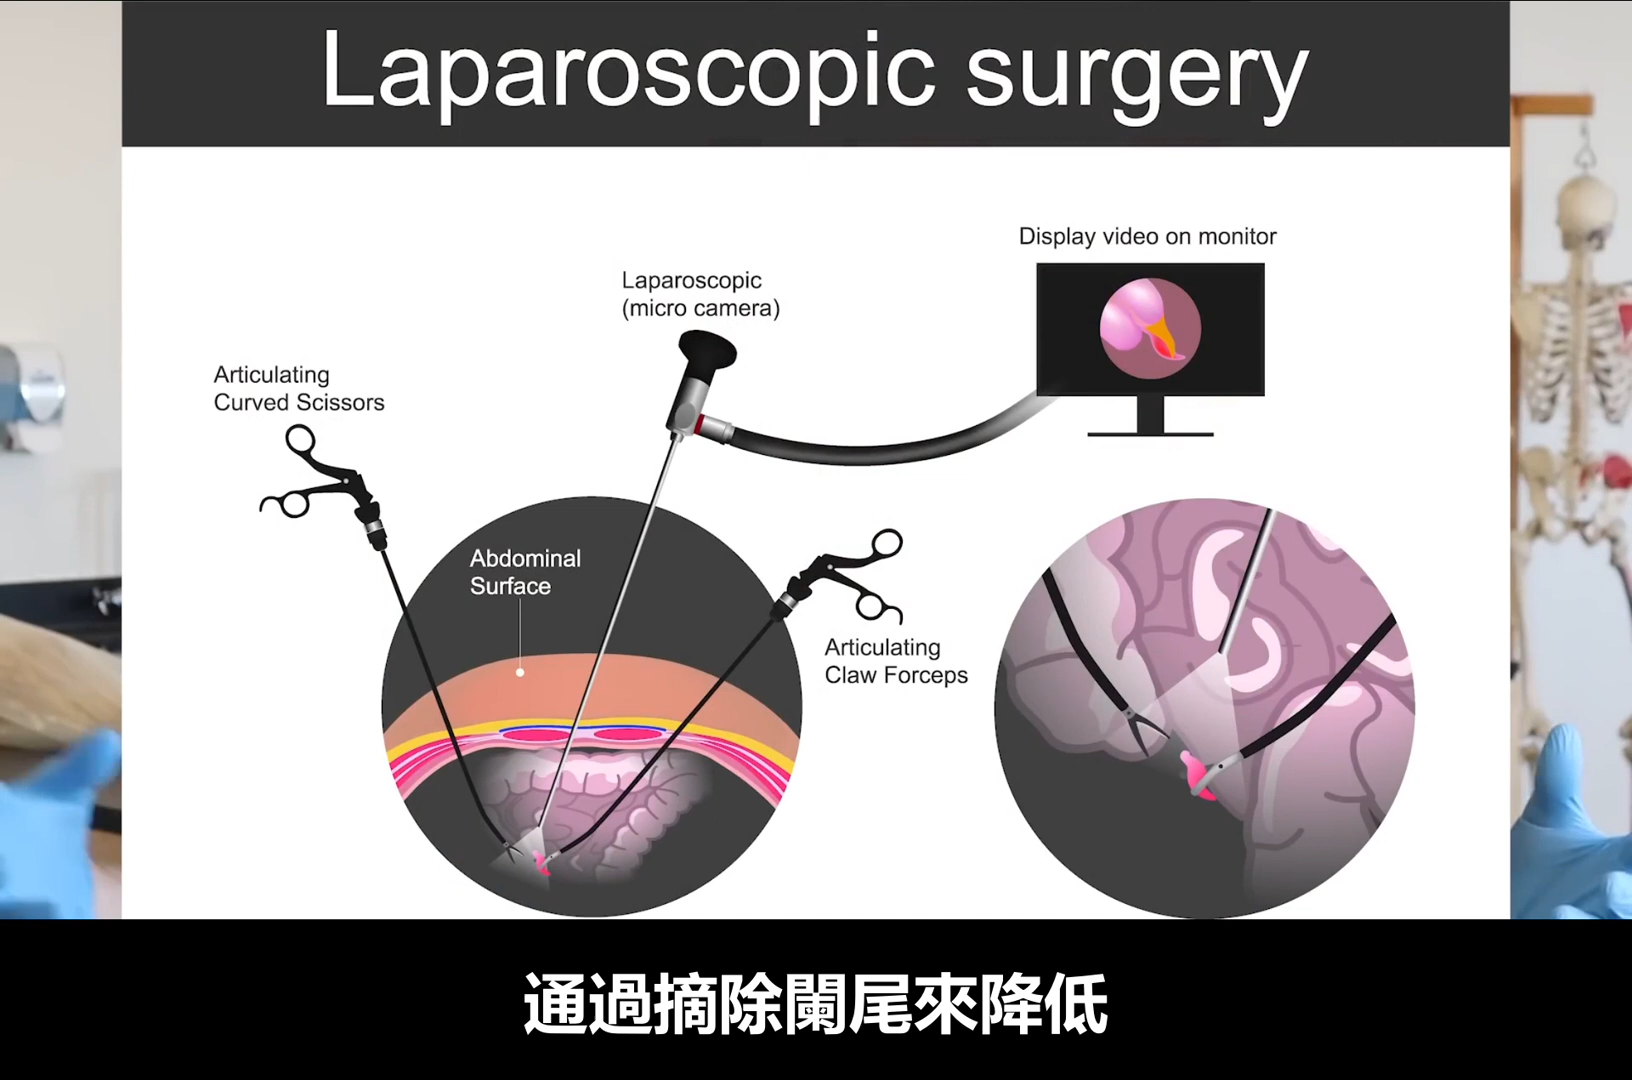 Laparoscopic surgery
Display video on monitor
Laparoscopic
(micro camera)
Articulating
Curved Scissors
Abdominal
Surface
Articulating
Claw Forceps
通過摘除闌尾來降低